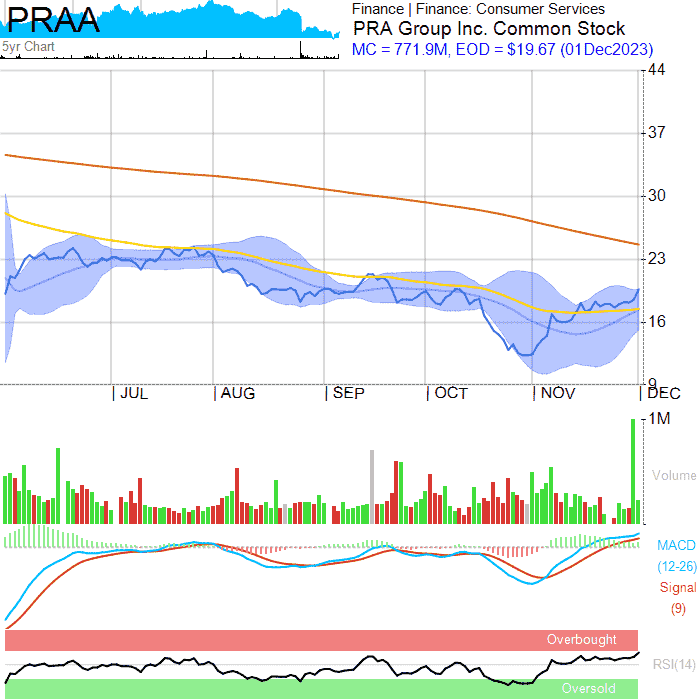 PRAA
Finance | Finance: Consumer Services
PRA Group Inc. Common Stock
5yr Chart
MC = 771.9M, EOD = $19.67 (01Dec2023)
44
37
30
23
16
9
JUL
AUG
SEP
OCT
NOV
DEC
1M
Volume
MACD
(12-26)
Signal
(9)
Overbought
RSI(14)
Oversold